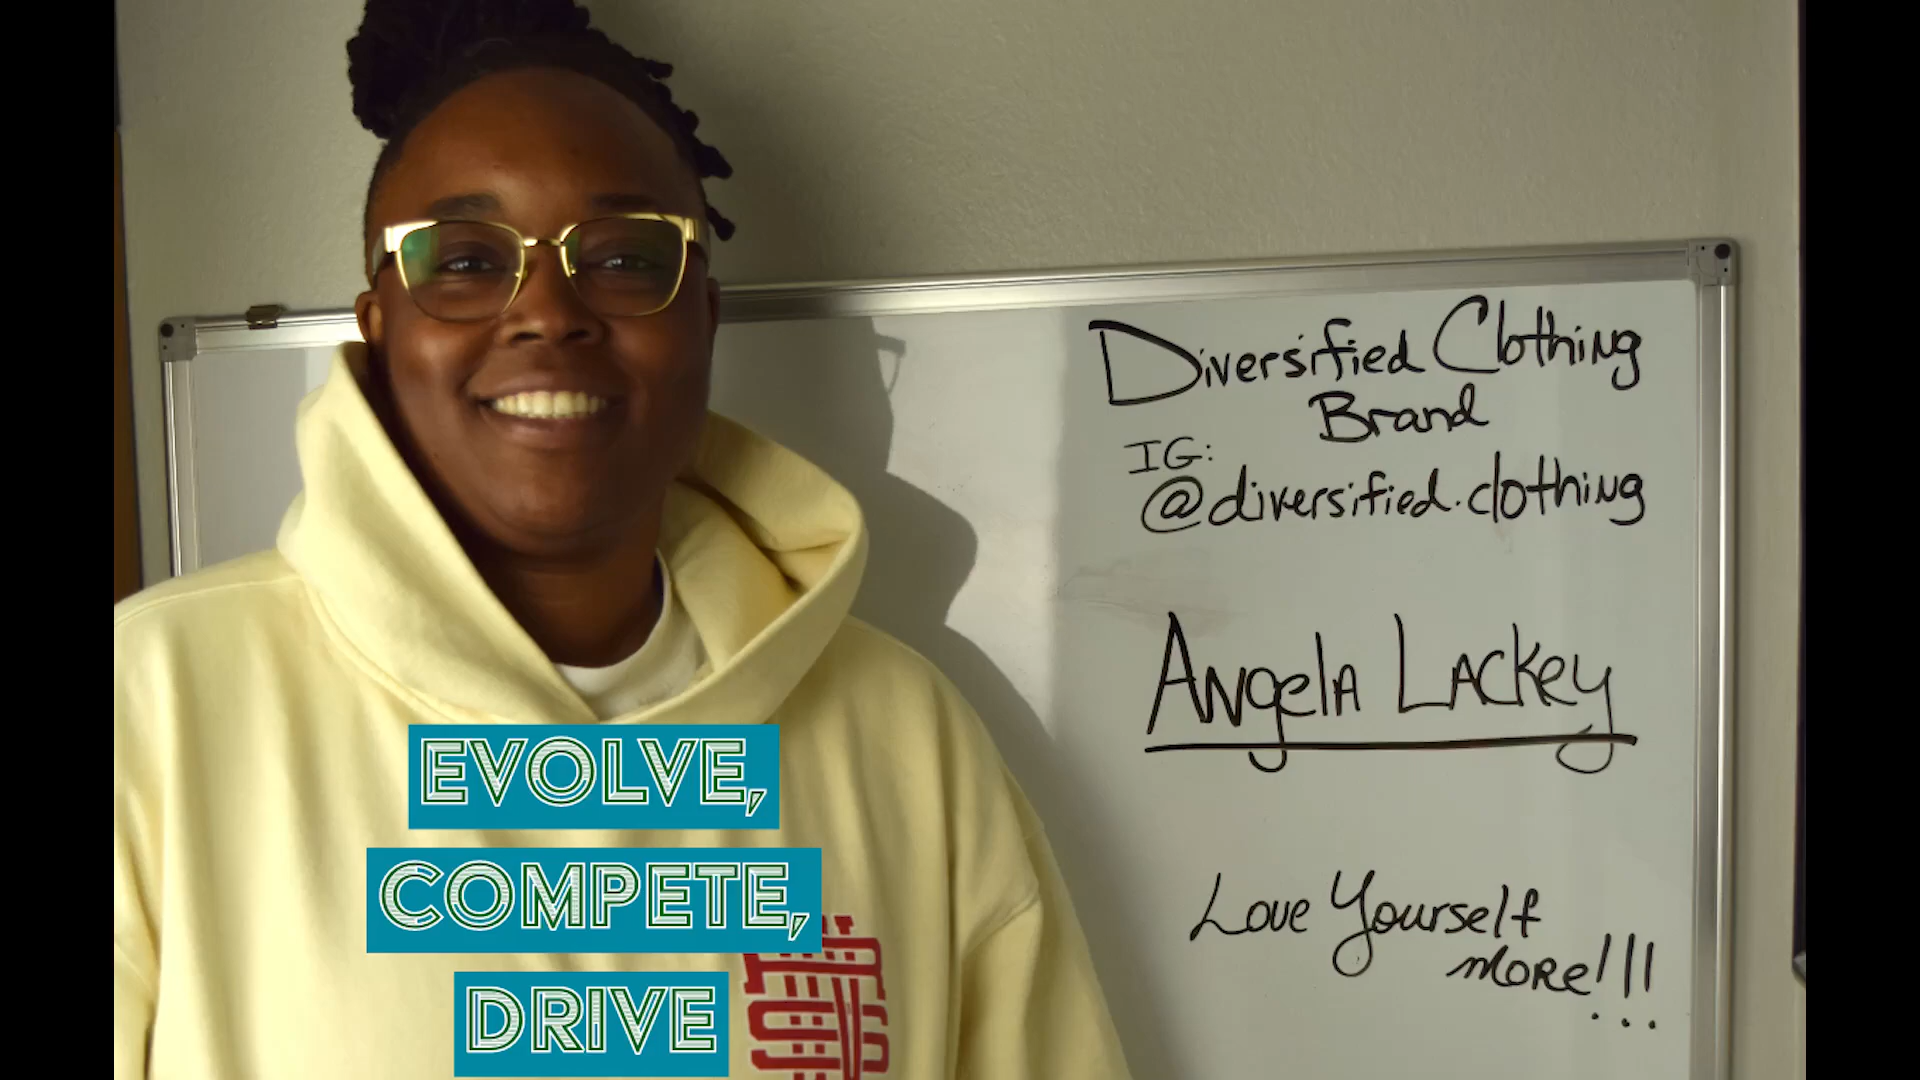 Diversified Clothing
Brand
IG:
@diversified.clothing
Angela Lackey
Love Yourself
more!!!
EVOLVE,
COMPETE,
DRIVE